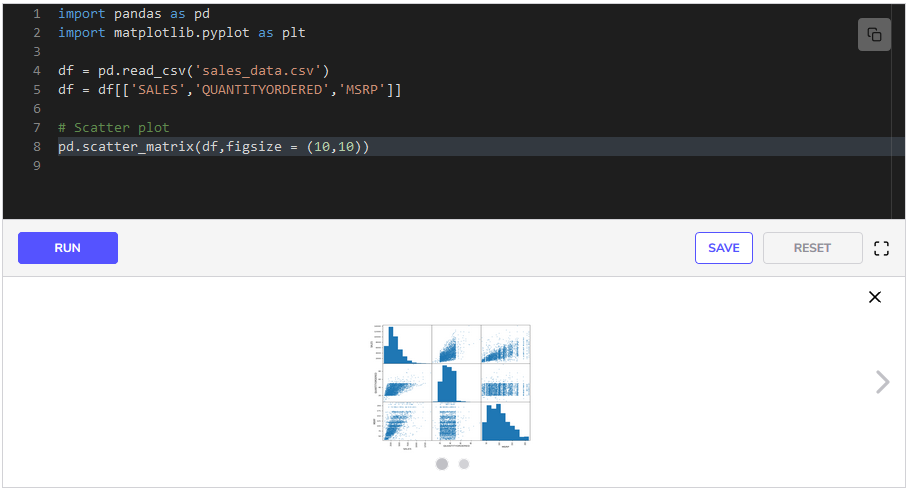 1 import pandas as pd
2 import matplotlib.pyplot as plt
3
4 df = pd.read_csv('sales_data.csv')
5 df = df[['SALES','QUANTITYORDERED','MSRP']]
6
7 # Scatter plot
8 pd.scatter_matrix(df,figsize = (10,10))
9
RUN SAVE RESET